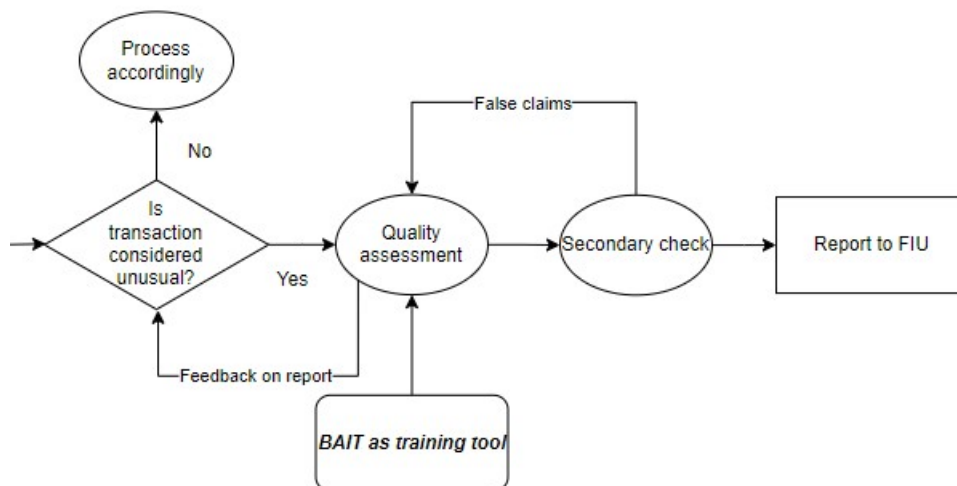 Process
accordingly
No
False claims
Is
transaction
considered
unusual?
Yes
Quality
assessment
Secondary check
Report to FIU
Feedback on report
BAIT as training tool